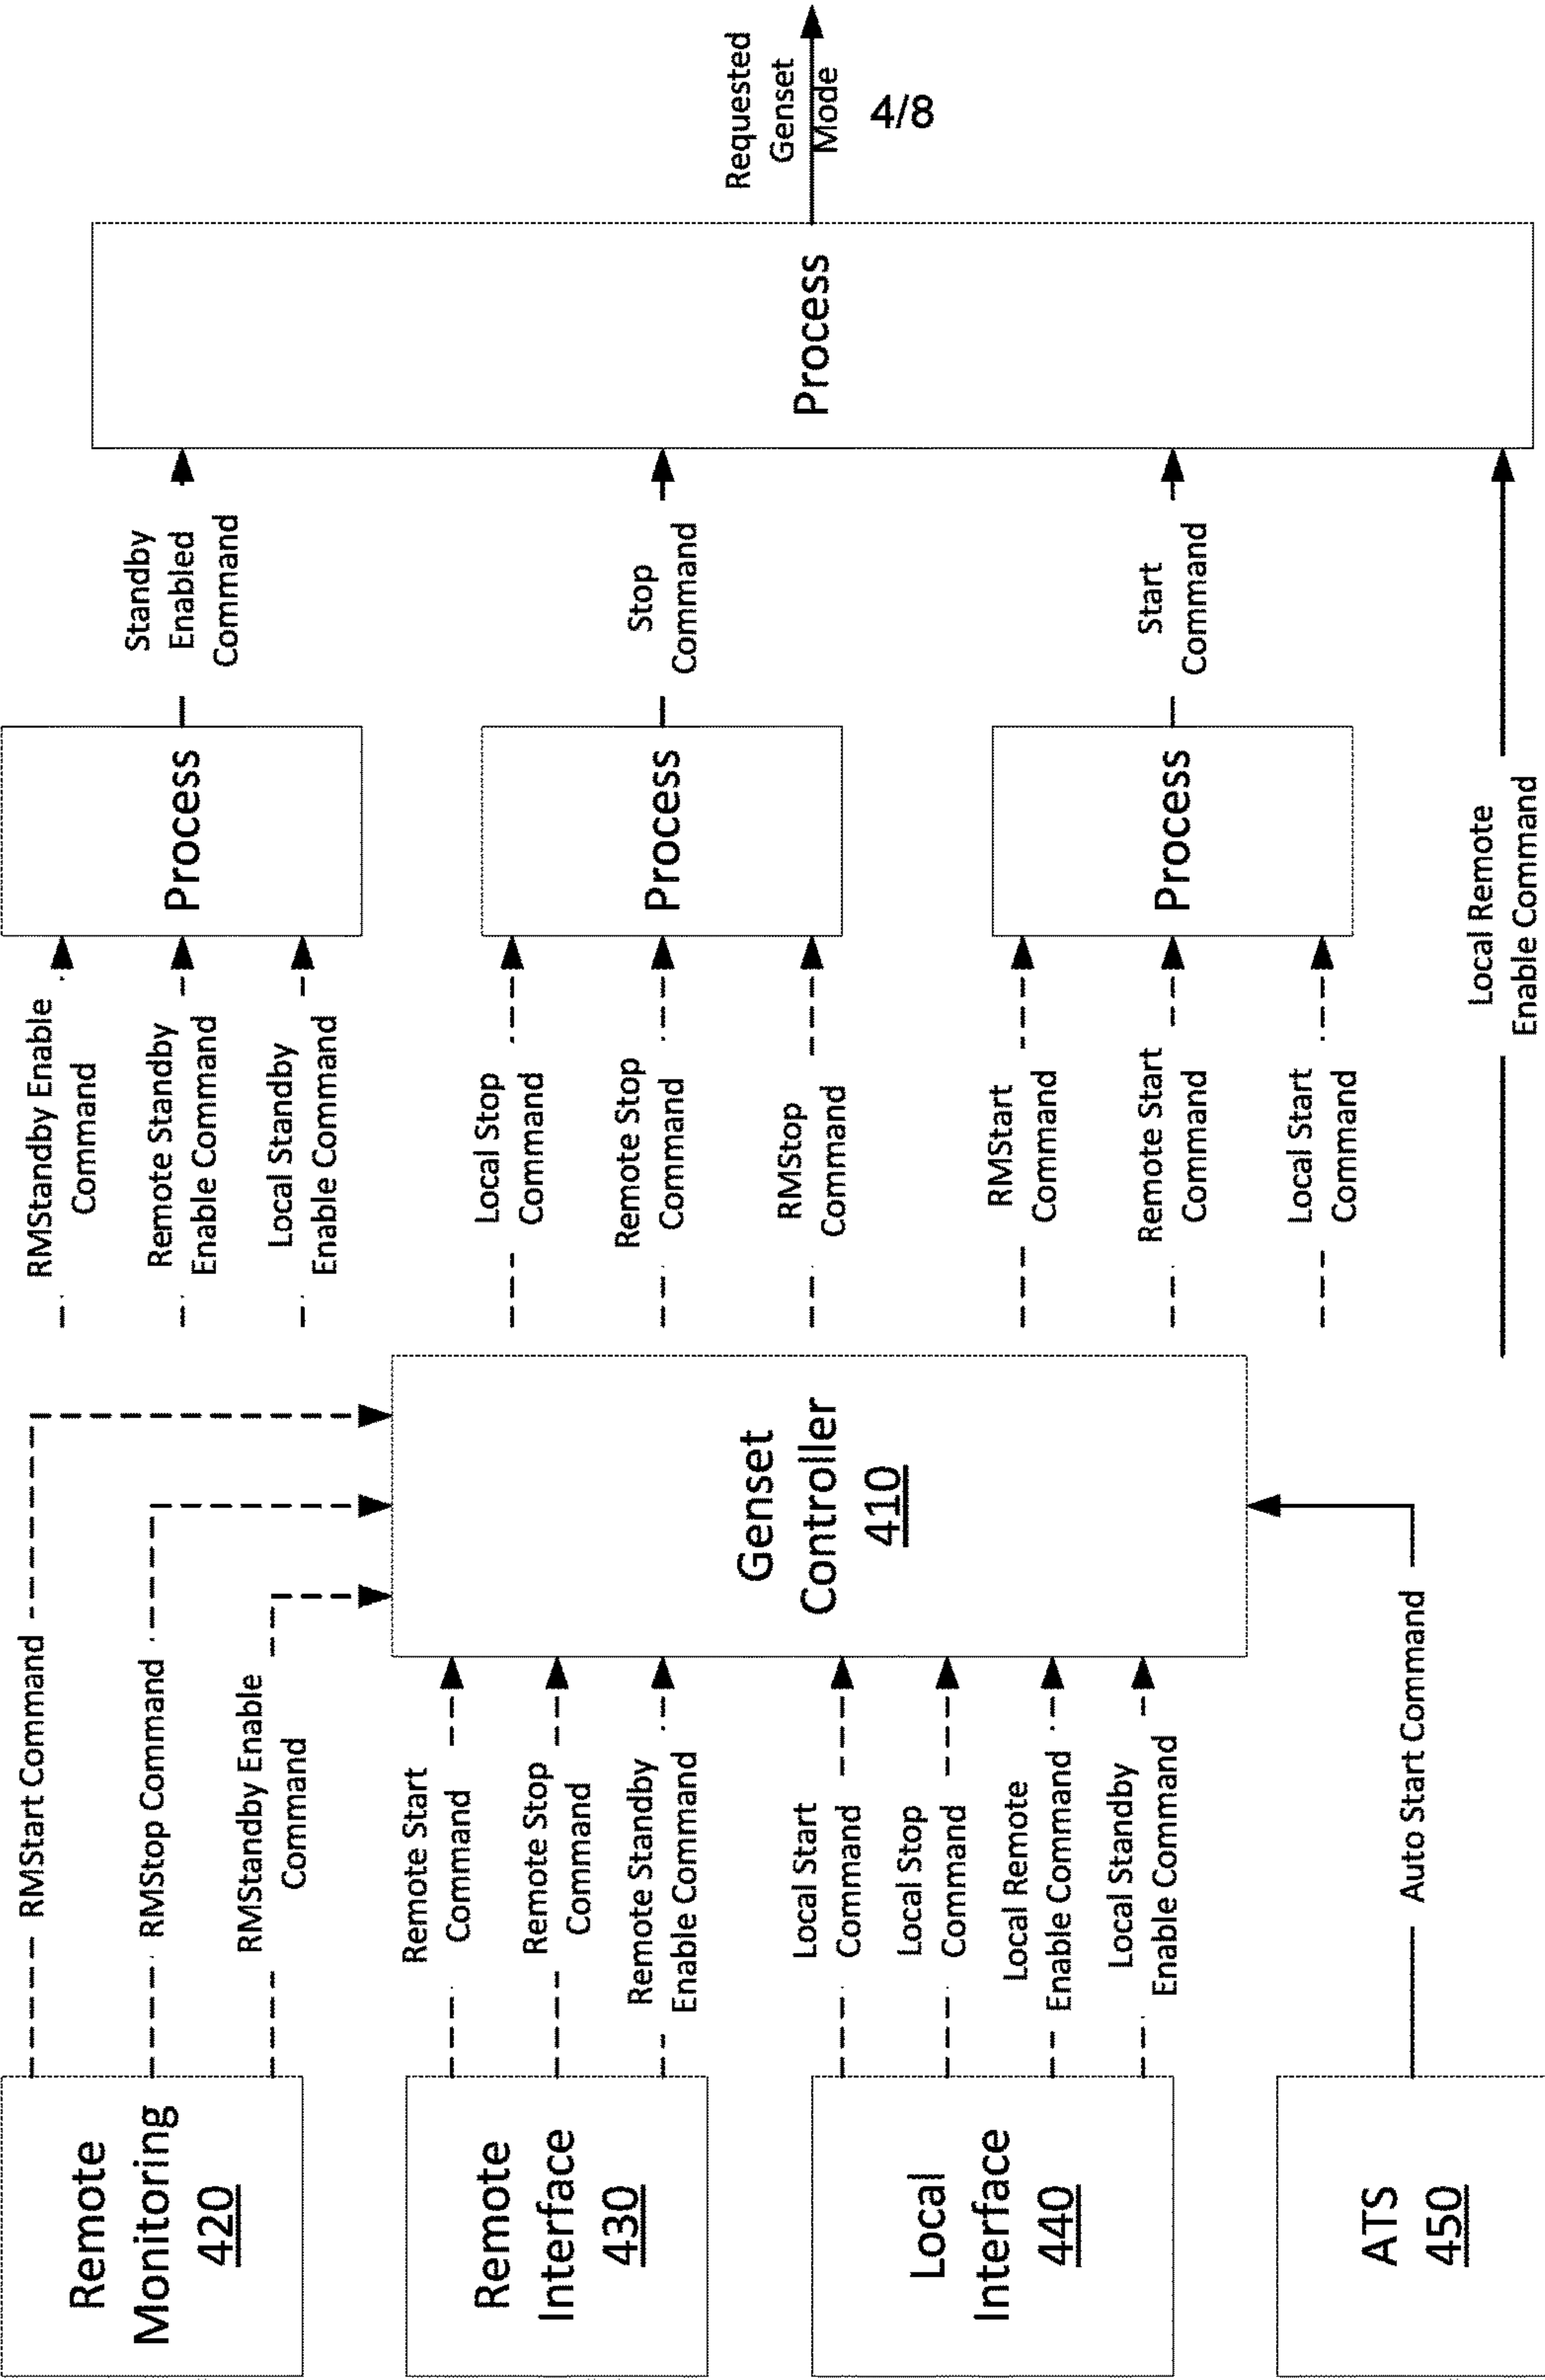 Remote
Monitoring
420
Remote
Interface
430
Local
Interface
440
ATS
450
RMStart Command
RMStop Command
RMStandby Enable
Command
Remote Start
Command
Remote Stop
Command
Remote Standby
Enable Command
Local Start
Command
Local Stop
Command
Local Remote
Enable Command
Local Standby
Enable Command
Auto Start Command
Genset
Controller
410
RMStandby Enable
Command
Remote Standby
Enable Command
Local Standby
Enable Command
Local Stop
Command
Remote Stop
Command
RMStop
Command
RMStart
Command
Remote Start
Command
Local Start
Command
Local Remote
Enable Command
Process
Process
Process
Standby
Enabled
Command
Stop
Command
Start
Command
Process
Requested
Genset
Mode
4/8